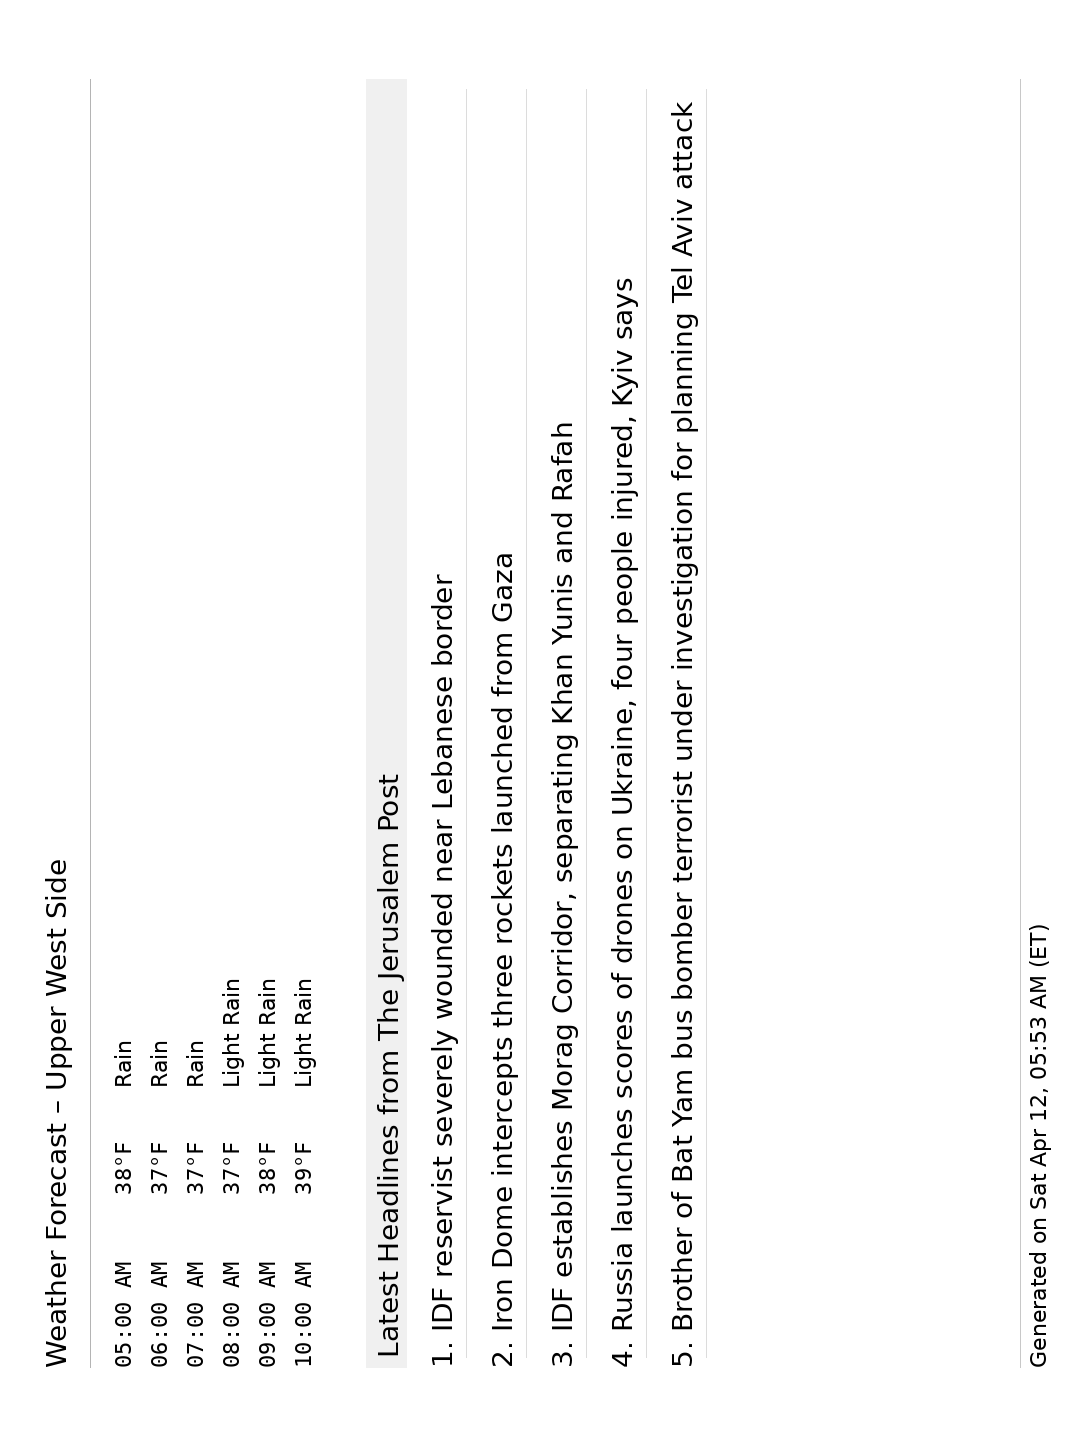 Weather Forecast – Upper West Side
05:00 AM 38°F Rain
06:00 AM 37°F Rain
07:00 AM 37°F Rain
08:00 AM 37°F Light Rain
09:00 AM 38°F Light Rain
10:00 AM 39°F Light Rain
Latest Headlines from The Jerusalem Post
1. IDF reservist severely wounded near Lebanese border
2. Iron Dome intercepts three rockets launched from Gaza
3. IDF establishes Morag Corridor, separating Khan Yunis and Rafah
4. Russia launches scores of drones on Ukraine, four people injured, Kyiv says
5. Brother of Bat Yam bus bomber terrorist under investigation for planning Tel Aviv attack
Generated on Sat Apr 12, 05:53 AM (ET)